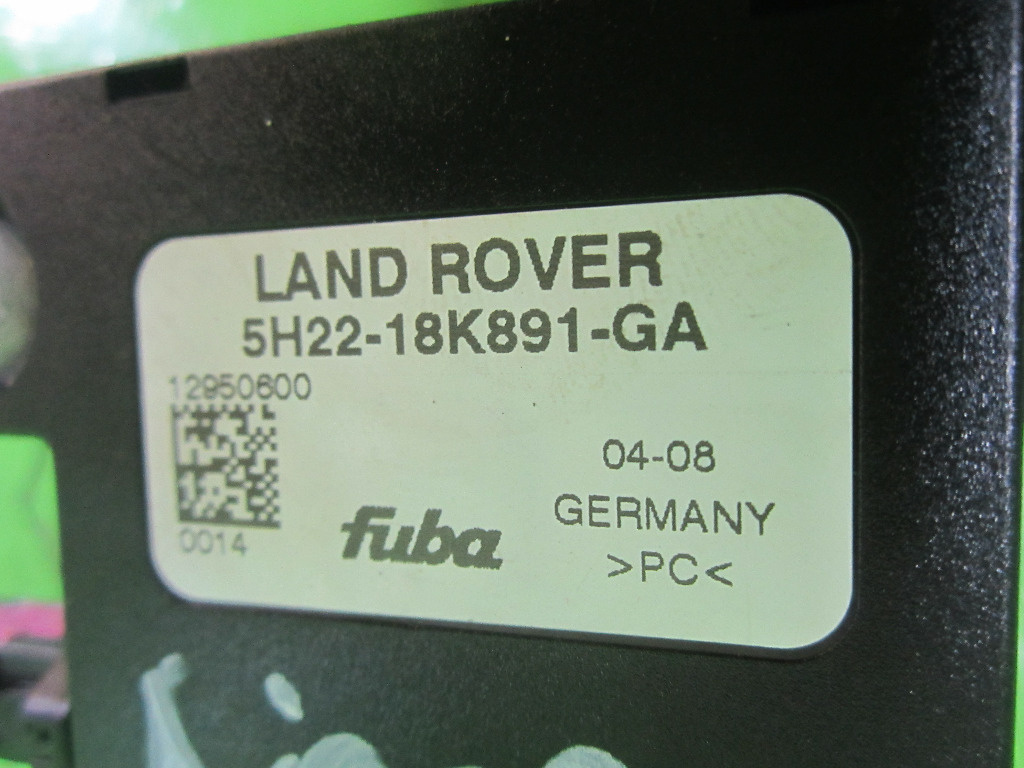 LAND ROVER
5H22-18K891-GA
12950600
0014
fuba
04-08
GERMANY
>PC<